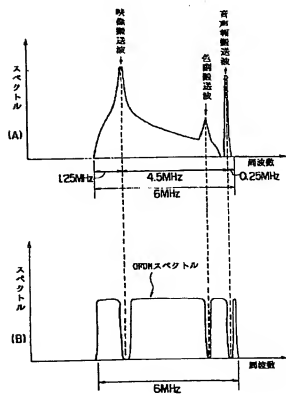 映像搬送波
色副搬送波
音声副搬送波
スペクトル
(A)
周波数
1.25MHz
4.5MHz
0.25MHz
6MHz
スペクトル
(B)
OFDMスペクトル
周波数
6MHz